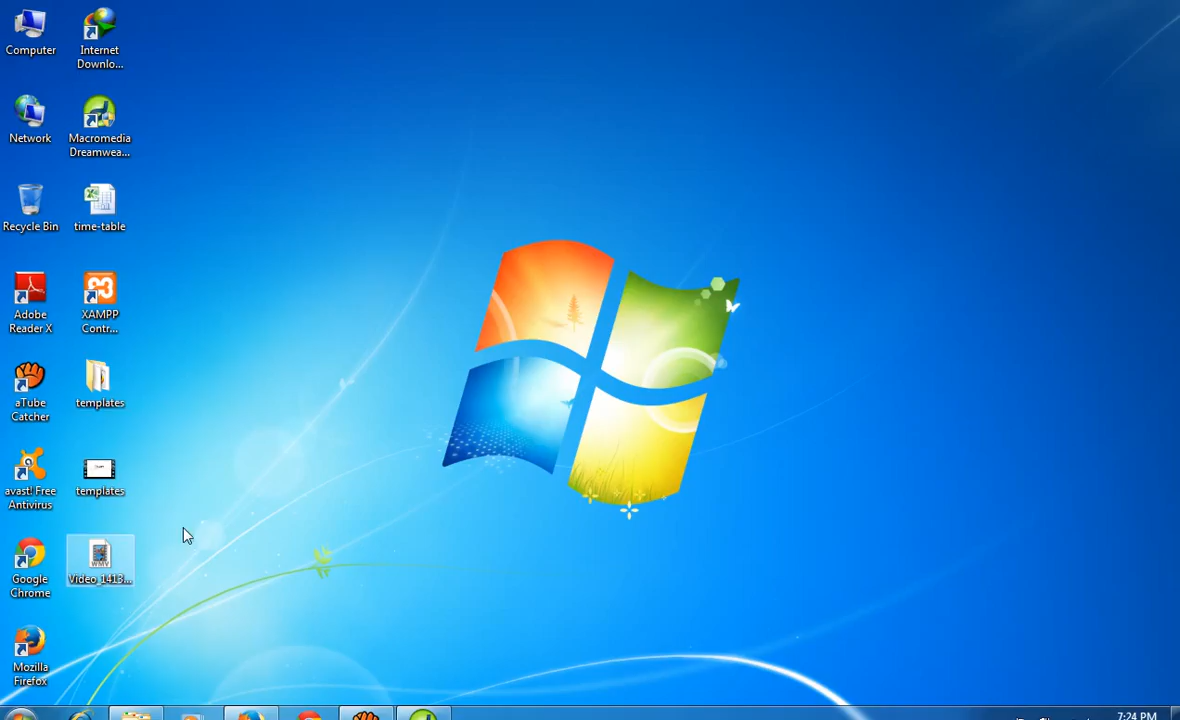 Computer
Internet
Downlo...
Network
Macromedia
Dreamwea...
Recycle Bin
time-table
Adobe
Reader X
XAMPP
Contr...
aTube
Catcher
templates
avast! Free
Antivirus
templates
Google
Chrome
WMV
Video_1413...
Mozilla
Firefox
7:24 PM